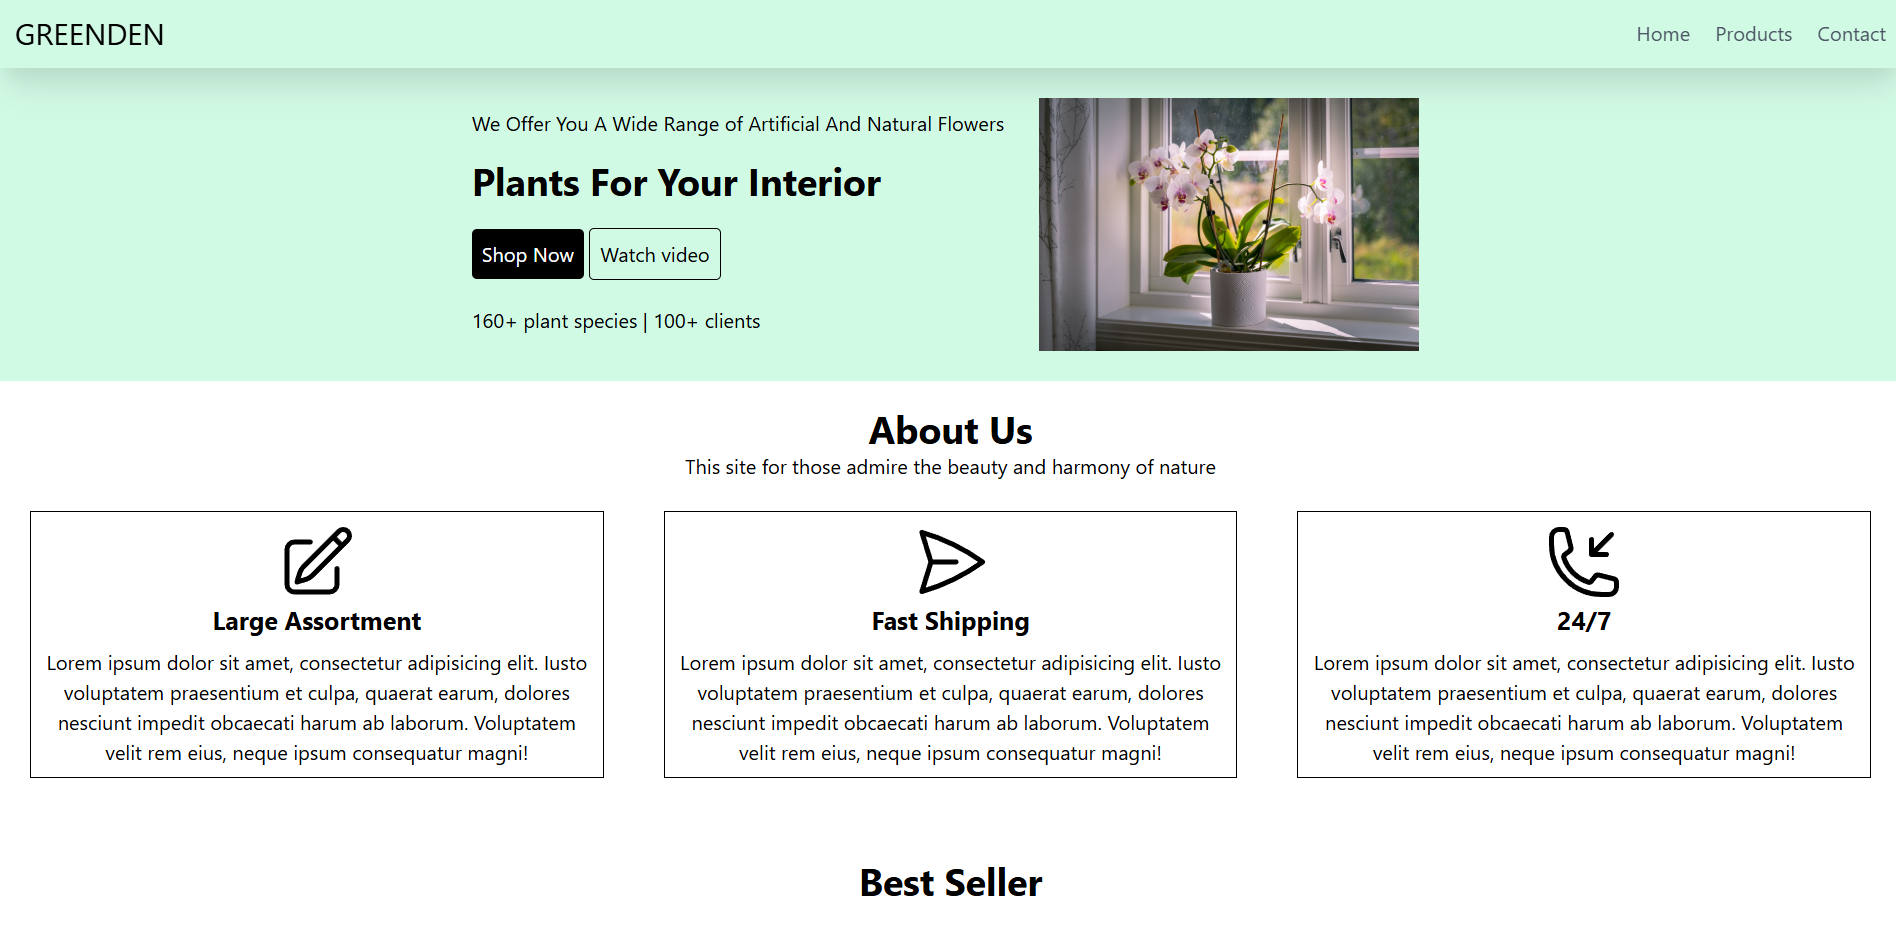 GREENDEN
Home Products Contact
We Offer You A Wide Range of Artificial And Natural Flowers
Plants For Your Interior
Shop Now Watch video
160+ plant species | 100+ clients
About Us
This site for those admire the beauty and harmony of nature
Large Assortment
Lorem ipsum dolor sit amet, consectetur adipisicing elit. Iusto
voluptatem praesentium et culpa, quaerat earum, dolores
nesciunt impedit obcaecati harum ab laborum. Voluptatem
velit rem eius, neque ipsum consequatur magni!
Fast Shipping
Lorem ipsum dolor sit amet, consectetur adipisicing elit. Iusto
voluptatem praesentium et culpa, quaerat earum, dolores
nesciunt impedit obcaecati harum ab laborum. Voluptatem
velit rem eius, neque ipsum consequatur magni!
24/7
Lorem ipsum dolor sit amet, consectetur adipisicing elit. Iusto
voluptatem praesentium et culpa, quaerat earum, dolores
nesciunt impedit obcaecati harum ab laborum. Voluptatem
velit rem eius, neque ipsum consequatur magni!
Best Seller